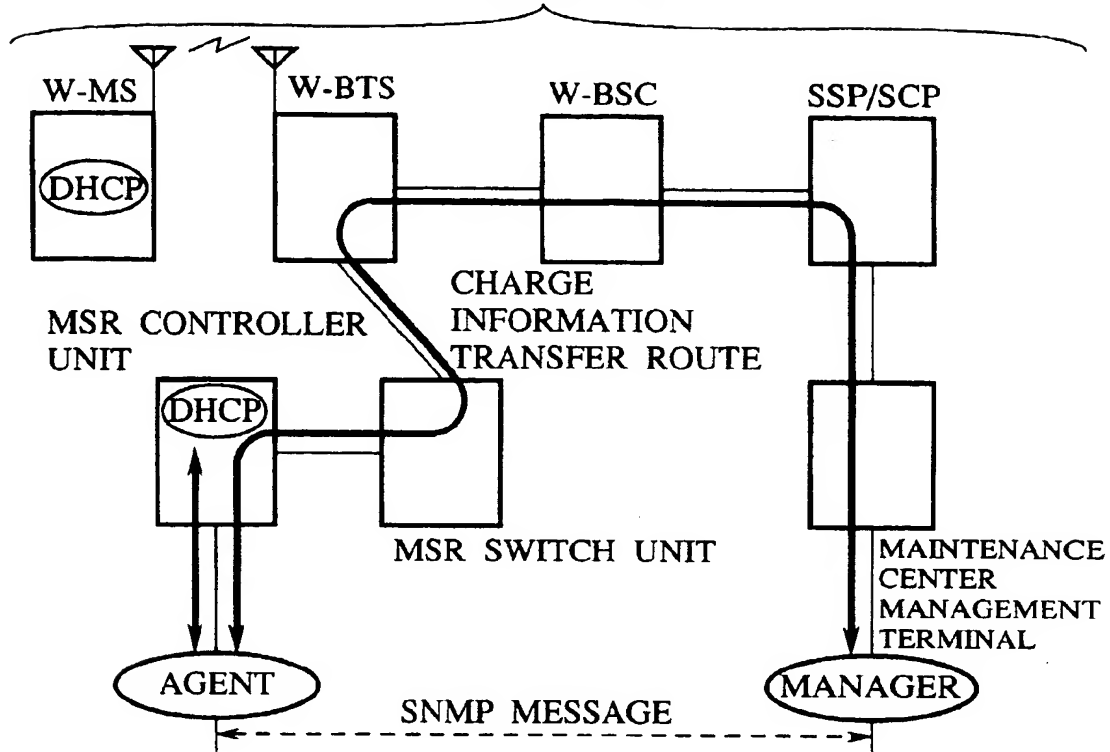 W-MS
W-BTS
W-BSC
SSP/SCP
DHCP
CHARGE
INFORMATION
TRANSFER ROUTE
MSR CONTROLLER
UNIT
DHCP
MSR SWITCH UNIT
MAINTENANCE
CENTER
MANAGEMENT
TERMINAL
AGENT
MANAGER
SNMP MESSAGE